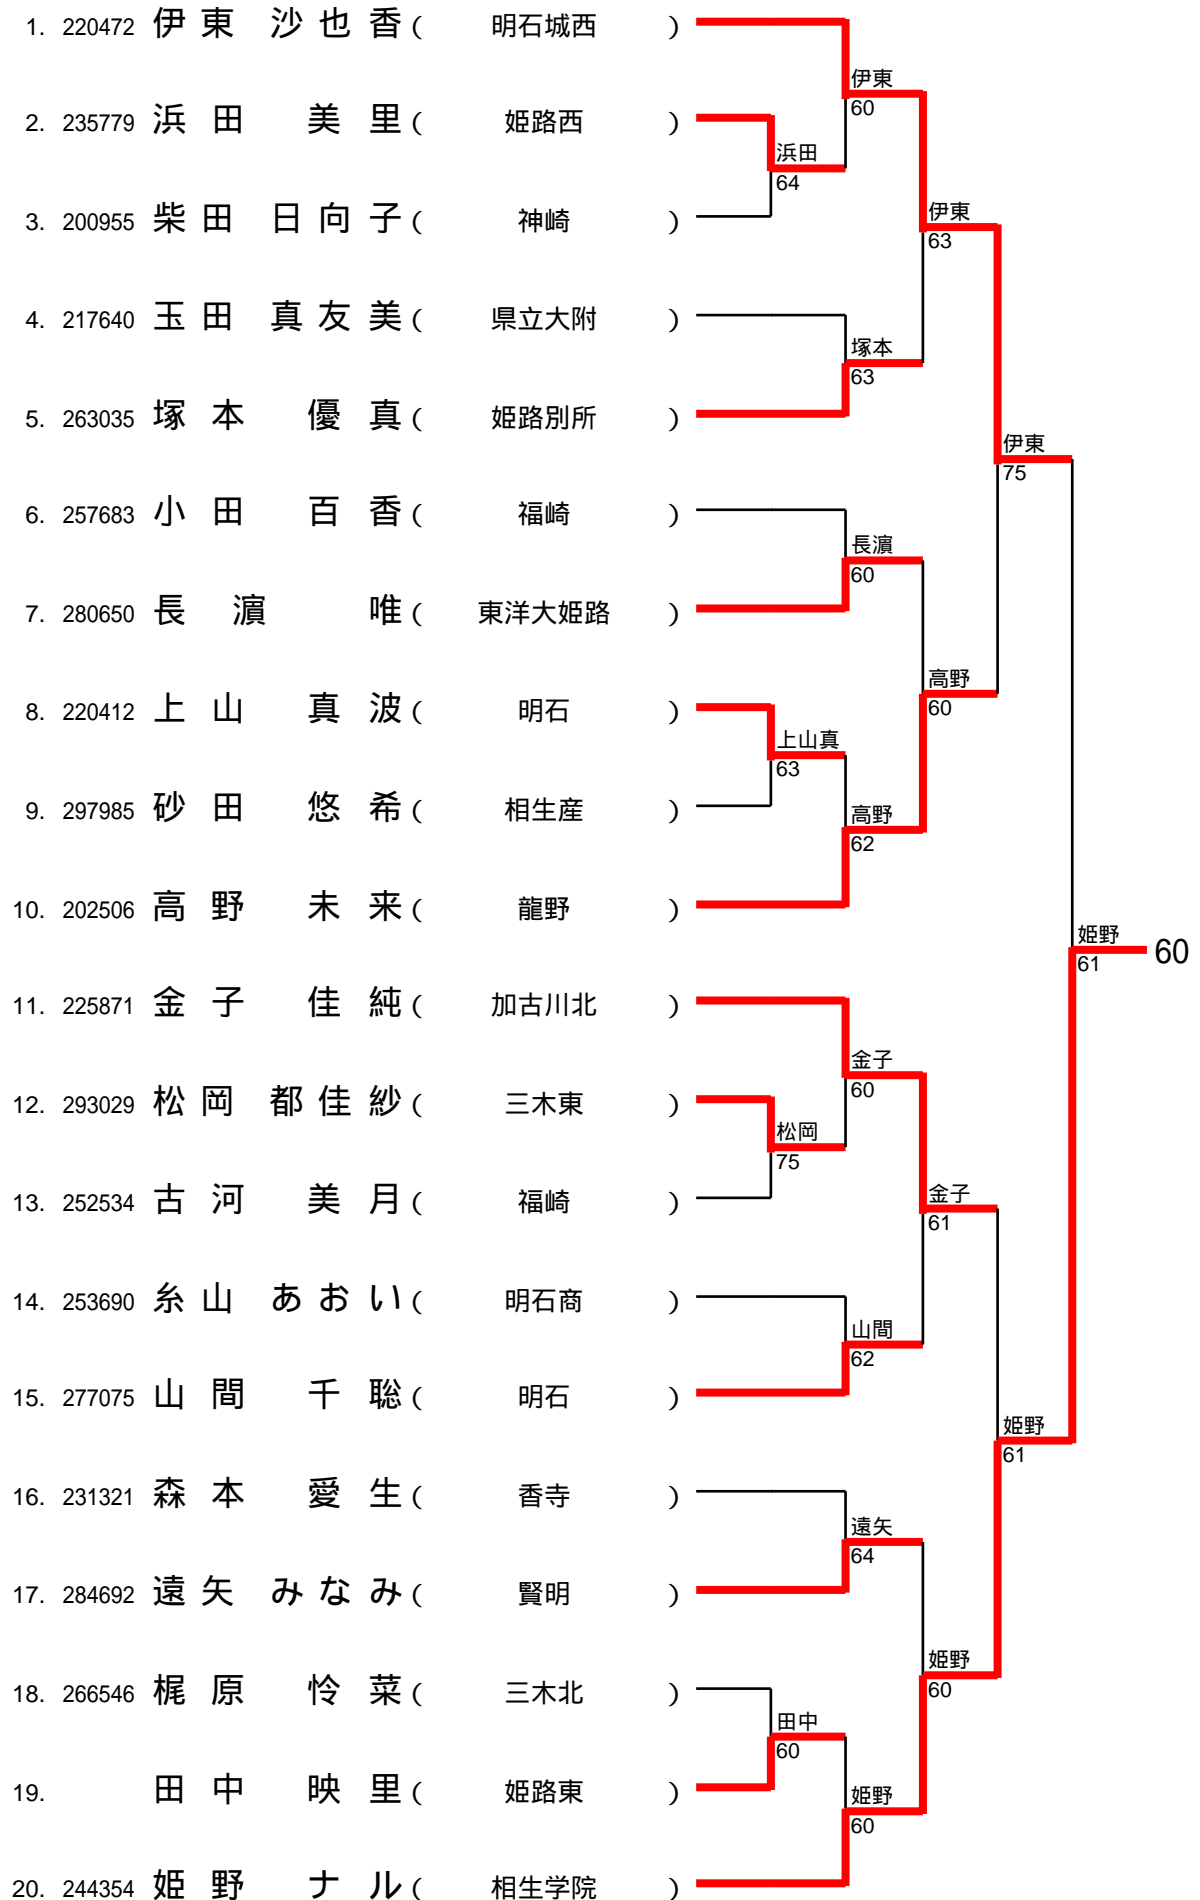 1. 220472 伊東 沙也香( 明石城西 )
伊東
60
2. 235779 浜田 美里( 姫路西 )
浜田
64
3. 200955 柴田 日向子( 神崎 )
伊東
63
4. 217640 玉田 真友美( 県立大附 )
塚本
63
5. 263035 塚本 優真( 姫路別所 )
伊東
75
6. 257683 小田 百香( 福崎 )
長濵
60
7. 280650 長濵 唯( 東洋大姫路 )
高野
60
8. 220412 上山 真波( 明石 )
上山真
63
9. 297985 砂田 悠希( 相生産 )
高野
62
10. 202506 高野 未来( 龍野 )
姫野
61
60
11. 225871 金子 佳純( 加古川北 )
金子
60
12. 293029 松岡 都佳紗( 三木東 )
松岡
75
13. 252534 古河 美月( 福崎 )
金子
61
14. 253690 糸山 あおい( 明石商 )
山間
62
15. 277075 山間 千聡( 明石 )
姫野
61
16. 231321 森本 愛生( 香寺 )
遠矢
64
17. 284692 遠矢 みなみ( 賢明 )
姫野
60
18. 266546 梶原 怜菜( 三木北 )
田中
60
19. 田中 映里( 姫路東 )
姫野
60
20. 244354 姫野 ナル( 相生学院 )